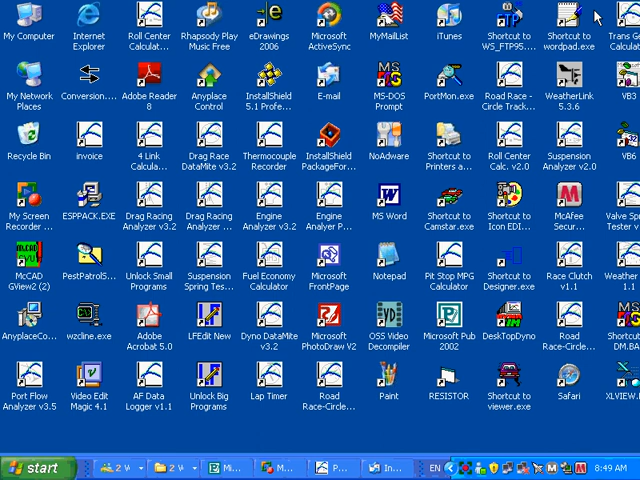 My Computer
Internet Explorer
Roll Center Calculat...
Rhapsody Play Music Free
eDrawings 2006
Microsoft ActiveSync
MyMailList
iTunes
Shortcut to WS_FTP95...
Shortcut to wordpad.exe
Trans Ge
Calculat
My Network Places
Conversion....
Adobe Reader 8
Anyplace Control
InstallShield 5.1 Profe...
E-mail
MS-DOS Prompt
PortMon.exe
Road Race - Circle Track...
WeatherLink 5.3.6
VB3
Recycle Bin
invoice
4 Link Calcula...
Drag Race DataMite v3.2
Thermocouple Recorder
InstallShield PackageFor...
NoAdware
Shortcut to Printers a...
Roll Center Calc. v2.0
Suspension Analyzer v2.0
VB6
My Screen Recorder ...
ESPPACK.EXE
Drag Racing Analyzer v3.2
Drag Racing Analyzer ...
Engine Analyzer v3.2
Engine Analyzer P...
MS Word
Shortcut to Camstar.exe
Shortcut to Icon EDI...
McAfee Secur...
Valve Sp
Tester v
McCAD GView2 (2)
PestPatrolS...
Unlock Small Programs
Suspension Spring Tes...
Fuel Economy Calculator
Microsoft FrontPage
Notepad
Pit Stop MPG Calculator
Shortcut to Designer.exe
Race Clutch v1.1
Weather
1.1
AnyplaceCo...
wzcline.exe
Adobe Acrobat 5.0
LFEdit New
Dyno DataMite v3.2
Microsoft PhotoDraw V2
OSS Video Decompiler
Microsoft Pub 2002
DeskTopDyno
Road Race-Circle...
Shortcu
DM.BA
Port Flow Analyzer v3.5
Video Edit Magic 4.1
AF Data Logger v1.1
Unlock Big Programs
Lap Timer
Road Race-Circle...
Paint
RESISTOR
Shortcut to viewer.exe
Safari
XLVIEW.
start
2 V
2 V
Mi...
M...
P...
In...
EN
8:49 AM